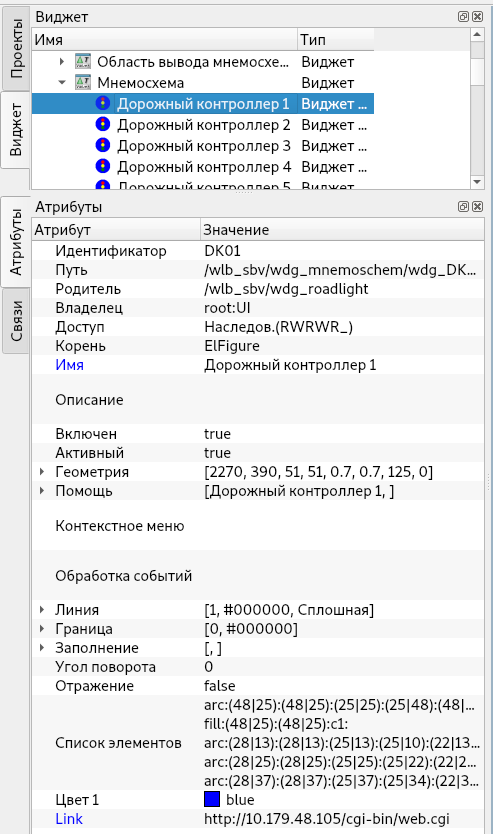 Виджет
Имя Тип
Область вывода мнемосхе... Виджет
Мнемосхема Виджет
Дорожный контроллер 1 Виджет ...
Дорожный контроллер 2 Виджет ...
Дорожный контроллер 3 Виджет ...
Дорожный контроллер 4 Виджет ...
Дорожный контроллер 5 Виджет ...
Проекты
Виджет
Атрибуты
Связи
Атрибуты
Атрибут Значение
Идентификатор DK01
Путь /wlb_sbv/wdg_mnemoschem/wdg_DK...
Родитель /wlb_sbv/wdg_roadlight
Владелец root:UI
Доступ Наследов.(RWRWR_)
Корень ElFigure
Имя Дорожный контроллер 1
Описание
Включен true
Активный true
Геометрия [2270, 390, 51, 51, 0.7, 0.7, 125, 0]
Помощь [Дорожный контроллер 1, ]
Контекстное меню
Обработка событий
Линия [1, #000000, Сплошная]
Граница [0, #000000]
Заполнение [, ]
Угол поворота 0
Отражение false
Список элементов
arc:(48|25):(48|25):(25|25):(25|48):(48|...
fill:(48|25):(48|25):c1:
arc:(28|13):(28|13):(25|13):(25|10):(22|13...
arc:(28|25):(28|25):(25|25):(25|22):(22|2...
arc:(28|37):(28|37):(25|37):(25|34):(22|3...
Цвет 1 blue
Link http://10.179.48.105/cgi-bin/web.cgi